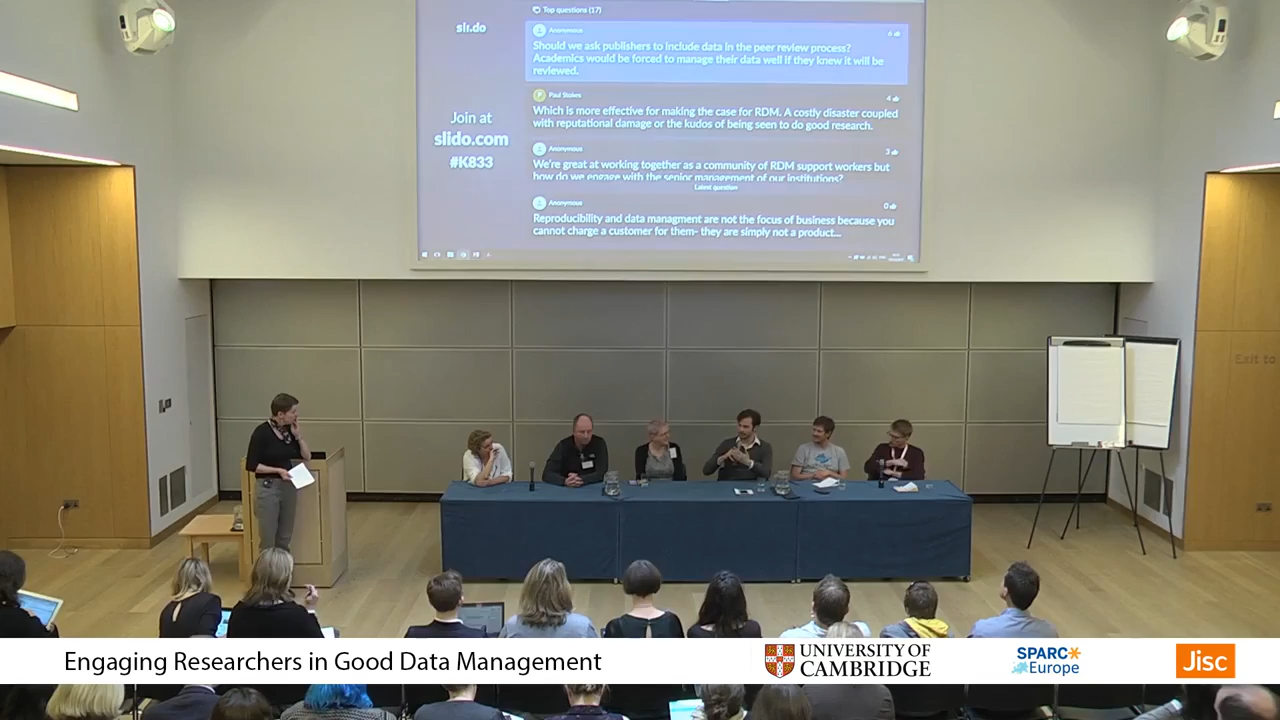 Top questions (17)
sli.do
Anonymous
6
Should we ask publishers to include data in the peer review process?
Academics would be forced to manage their data well if they knew it will be
reviewed.
Paul Stokes
4
Which is more effective for making the case for RDM. A costly disaster coupled
with reputational damage or the kudos of being seen to do good research.
Join at
slido.com
#K833
Anonymous
3
We're great at working together as a community of RDM support workers but
how do we engage with the senior management of our institutions?
Latest question
Anonymous
0
Reproducibility and data managment are not the focus of business because you
cannot charge a customer for them- they are simply not a product...
Exit to
Engaging Researchers in Good Data Management
UNIVERSITY OF
CAMBRIDGE
SPARC
Europe
Jisc